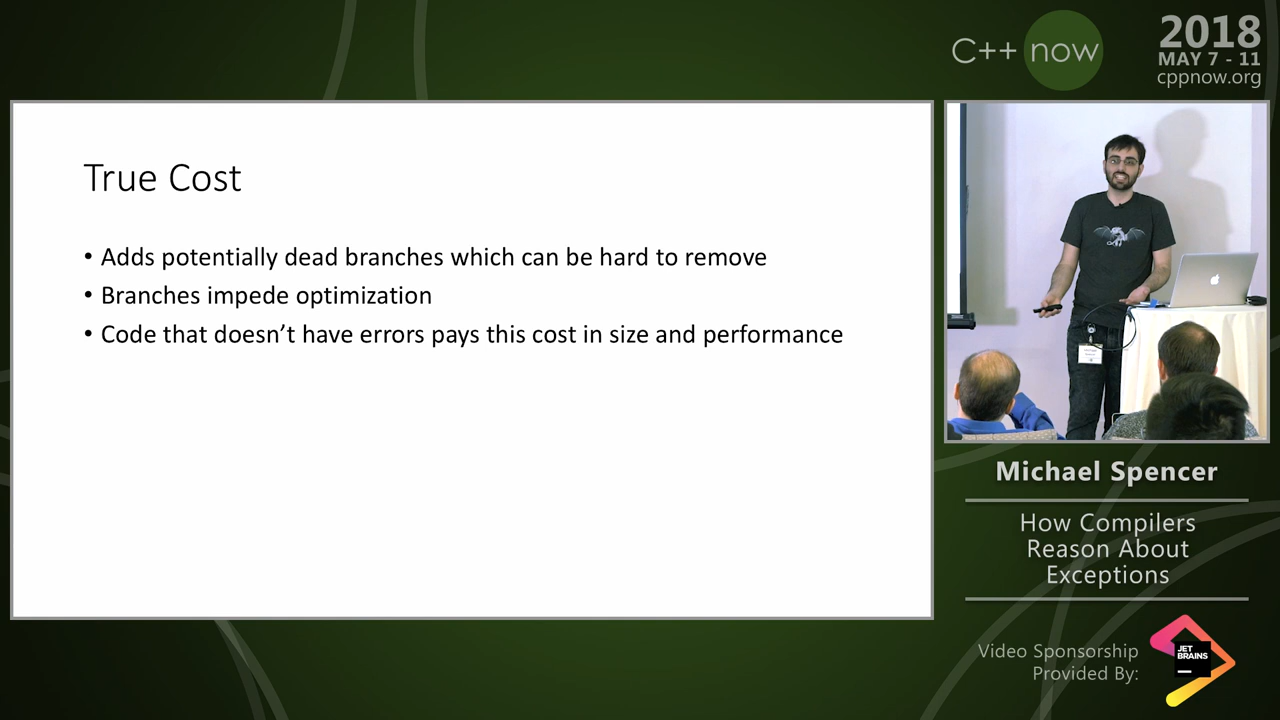 C++ now
2018
MAY 7 - 11
cppnow.org
True Cost
• Adds potentially dead branches which can be hard to remove
• Branches impede optimization
• Code that doesn’t have errors pays this cost in size and performance
Michael Spencer
How Compilers
Reason About
Exceptions
Video Sponsorship
Provided By:
JET
BRAINS